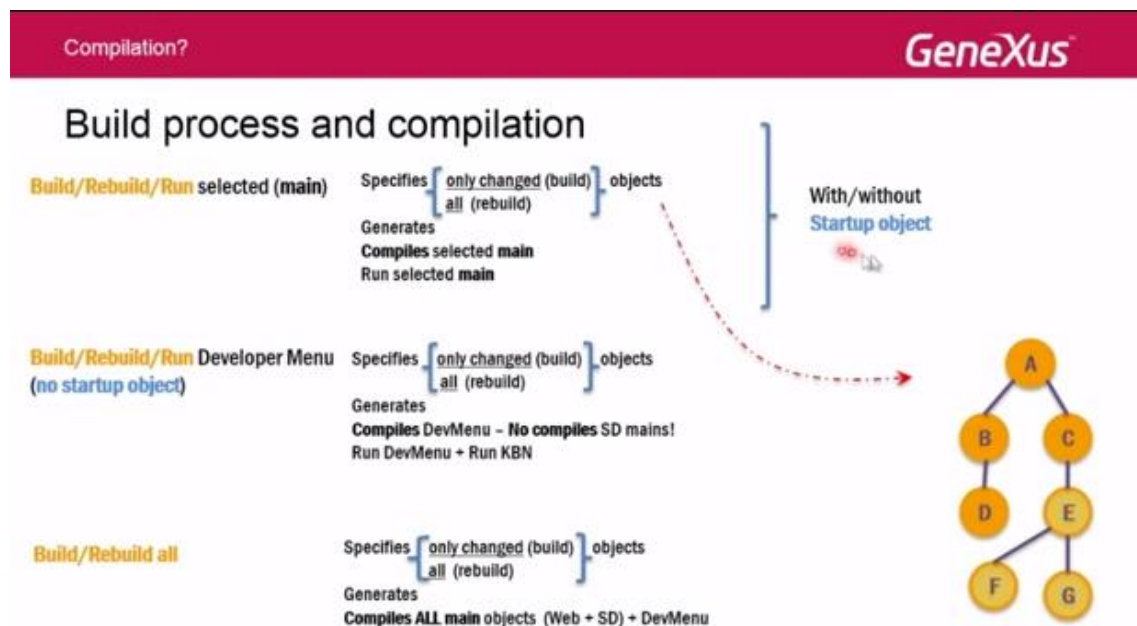 Compilation?
GeneXus™
Build process and compilation
Build/Rebuild/Run selected (main)
Specifies only changed (build) objects
all (rebuild)
Generates
Compiles selected main
Run selected main
With/without
Startup object
Build/Rebuild/Run Developer Menu
(no startup object)
Specifies only changed (build) objects
all (rebuild)
Generates
Compiles DevMenu – No compiles SD mains!
Run DevMenu + Run KBN
Build/Rebuild all
Specifies only changed (build) objects
all (rebuild)
Generates
Compiles ALL main objects (Web + SD) + DevMenu
A
B C
D E
F G